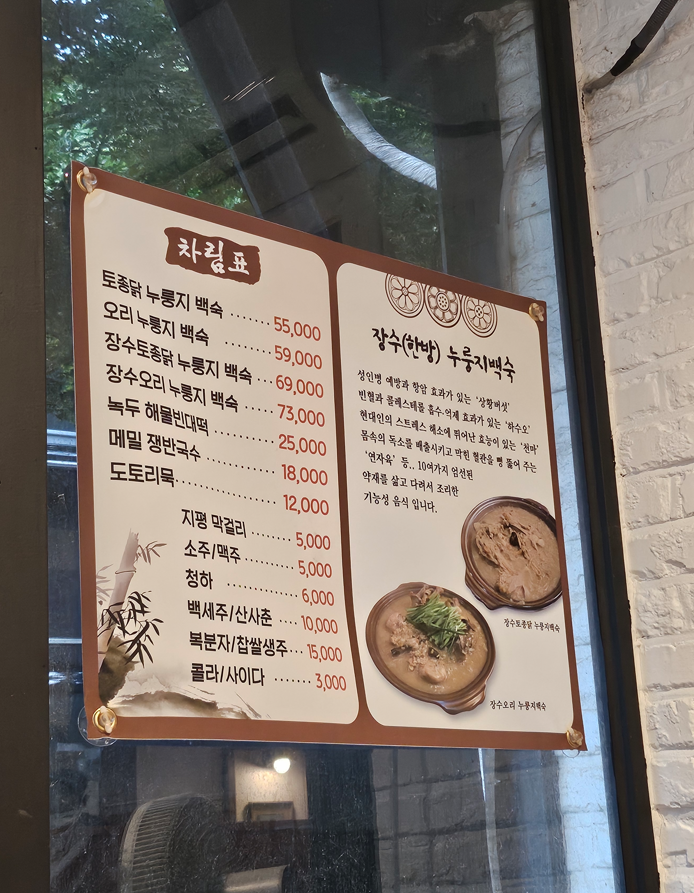 차림표
토종닭 누룽지 백숙 ······· 55,000
오리 누룽지 백숙 ········ 59,000
장수토종닭 누룽지 백숙 ··· 69,000
장수오리 누룽지 백숙 ····· 73,000
녹두 해물빈대떡 ·········· 25,000
메밀 쟁반국수 ············ 18,000
도토리묵················· 12,000
지평 막걸리 ········ 5,000
소주/맥주 ·········· 5,000
청하 ·············· 6,000
백세주/산사춘 ···· 10,000
복분자/찹쌀생주··· 15,000
콜라/사이다 ······· 3,000
장수(한방) 누룽지백숙
성인병 예방과 항암 효과가 있는 '상황버섯'
빈혈과 콜레스테롤 흡수.억제 효과가 있는 '하수오'
현대인의 스트레스 해소에 뛰어난 효능이 있는 '천마'
몸속의 독소를 배출시키고 막힌 혈관을 뻥 뚫어 주는
'연자육' 등.. 10여가지 엄선된
약재를 삶고 다려서 조리한
기능성 음식 입니다.
장수토종닭 누룽지백숙
장수오리 누룽지백숙